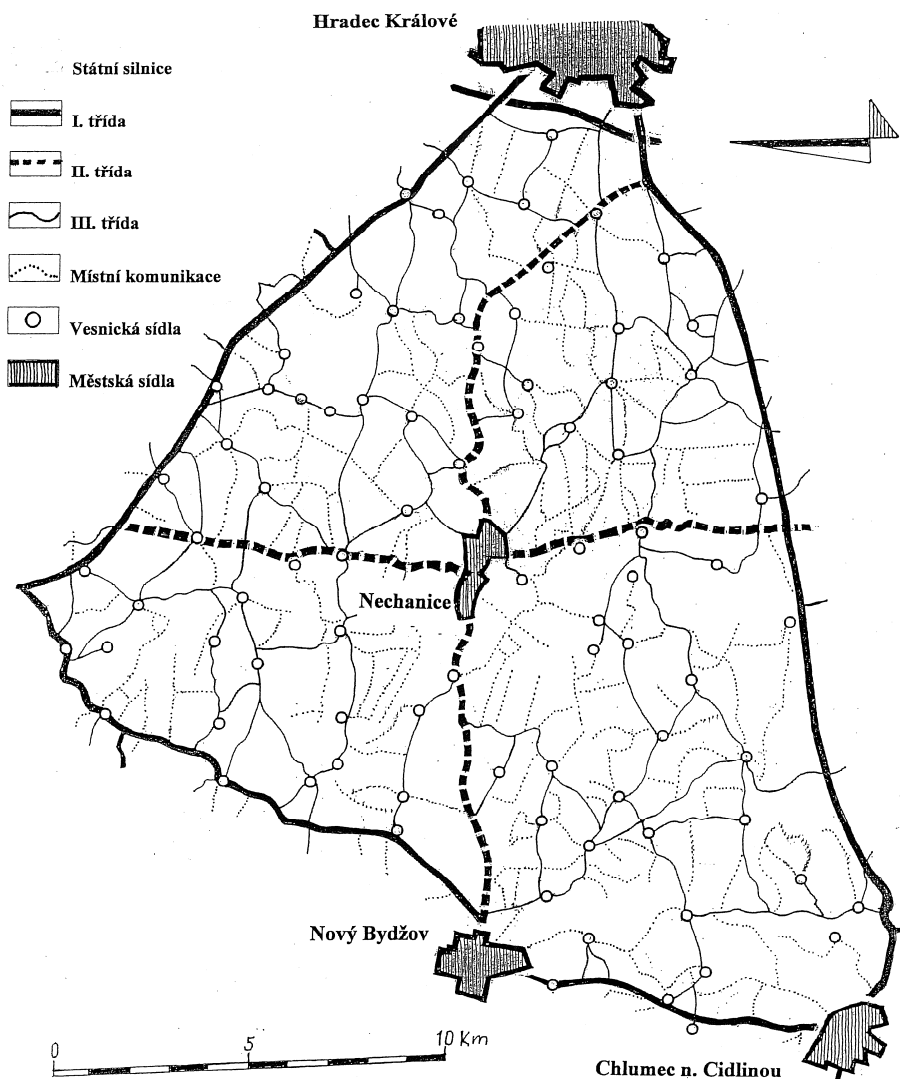 Hradec Králové
Státní silnice
I. třída
II. třída
III. třída
Místní komunikace
Vesnická sídla
Městská sídla
Nechanice
Nový Bydžov
0
5
10 Km
Chlumec n. Cidlinou